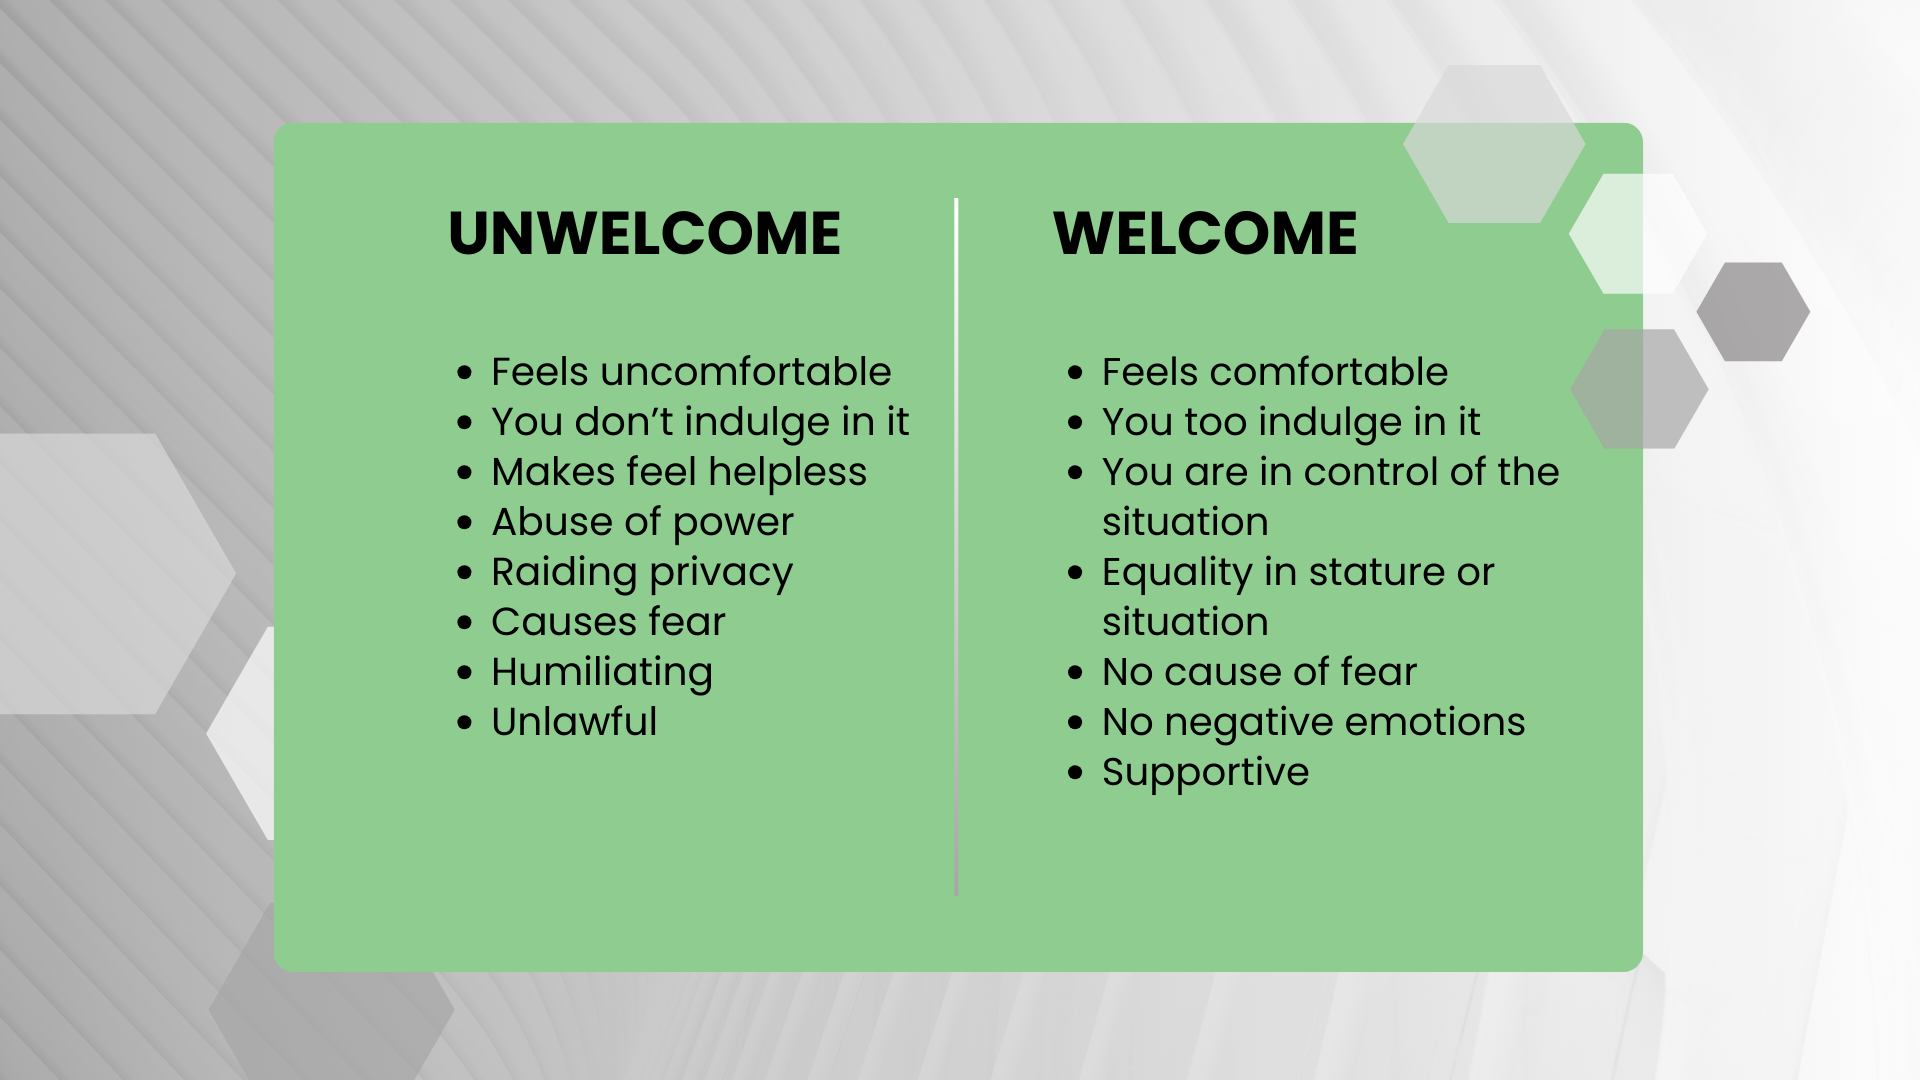 UNWELCOME
• Feels uncomfortable
• You don’t indulge in it
• Makes feel helpless
• Abuse of power
• Raiding privacy
• Causes fear
• Humiliating
• Unlawful
WELCOME
• Feels comfortable
• You too indulge in it
• You are in control of the
situation
• Equality in stature or
situation
• No cause of fear
• No negative emotions
• Supportive